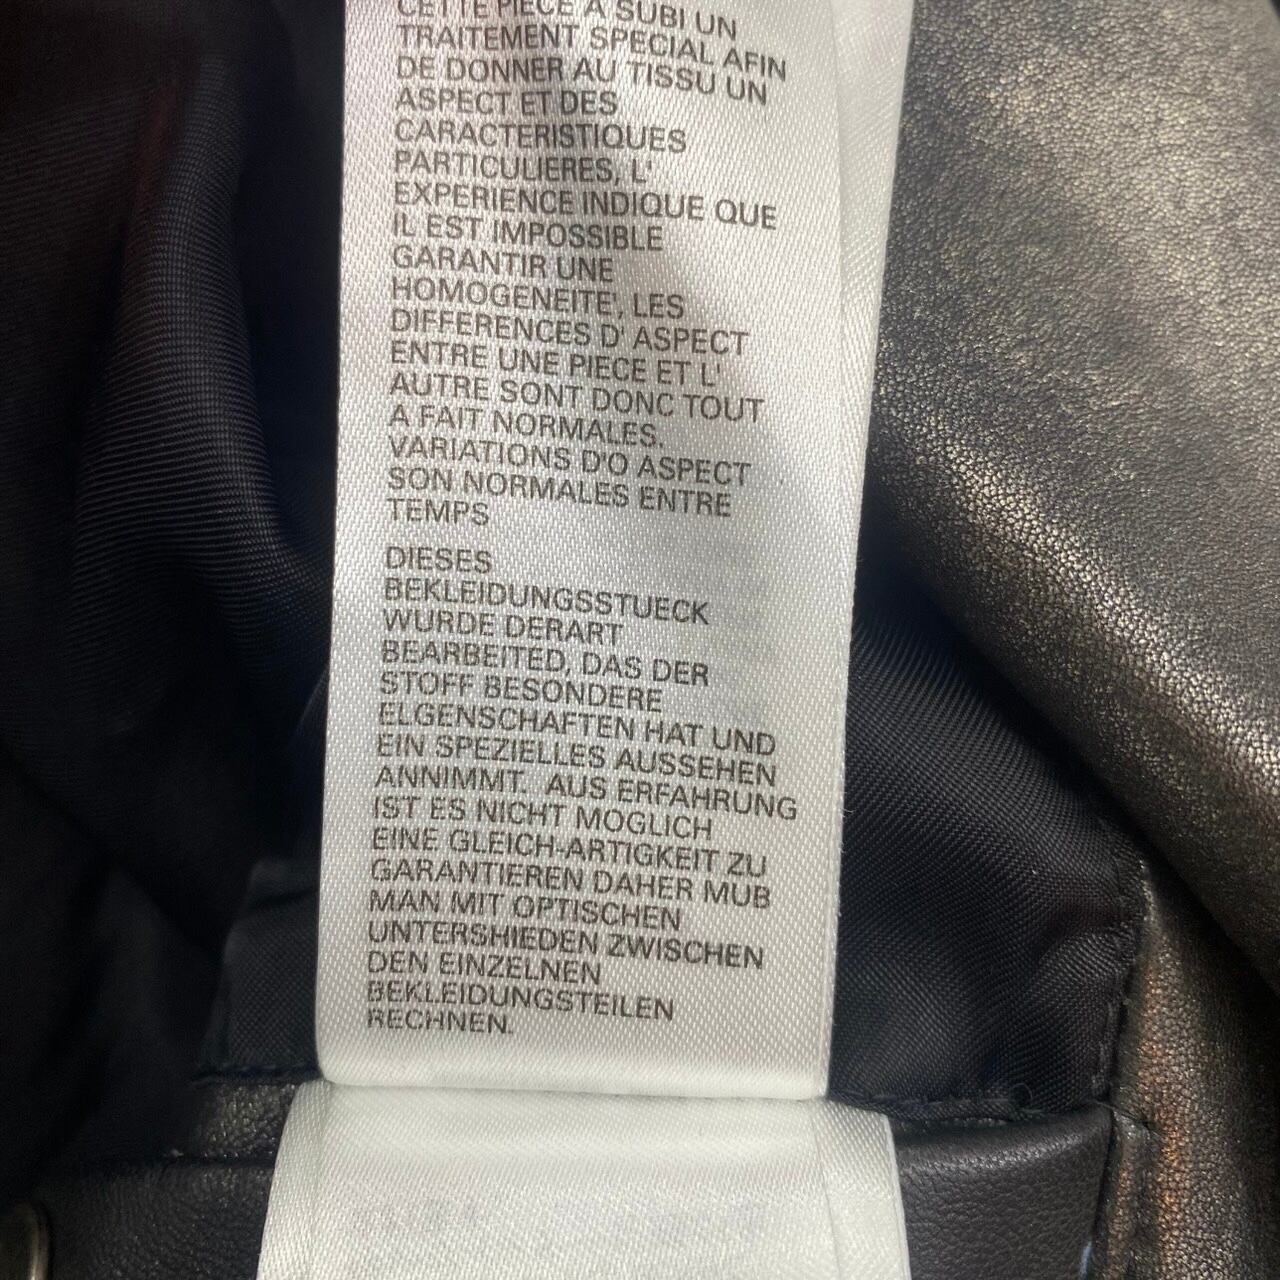 CETTE PIECE A SUBI UN
TRAITEMENT SPECIAL AFIN
DE DONNER AU TISSU UN
ASPECT ET DES
CARACTERISTIQUES
PARTICULIERES, L'
EXPERIENCE INDIQUE QUE
IL EST IMPOSSIBLE
GARANTIR UNE
HOMOGENEITE', LES
DIFFERENCES D' ASPECT
ENTRE UNE PIECE ET L'
AUTRE SONT DONC TOUT
A FAIT NORMALES.
VARIATIONS D'O ASPECT
SON NORMALES ENTRE
TEMPS
DIESES
BEKLEIDUNGSSTUECK
WURDE DERART
BEARBEITED, DAS DER
STOFF BESONDERE
ELGENSCHAFTEN HAT UND
EIN SPEZIELLES AUSSEHEN
ANNIMMT. AUS ERFAHRUNG
IST ES NICHT MOGLICH
EINE GLEICH-ARTIGKEIT ZU
GARANTIEREN DAHER MUB
MAN MIT OPTISCHEN
UNTERSHIEDEN ZWISCHEN
DEN EINZELNEN
BEKLEIDUNGSTEILEN
RECHNEN.